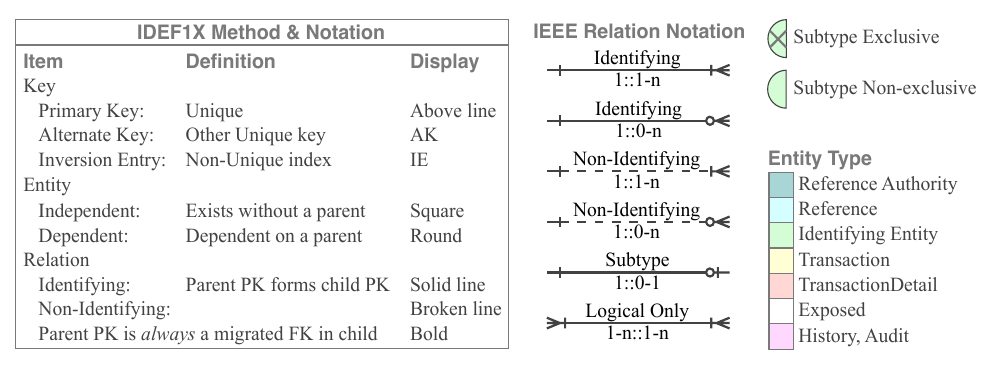 IDEF1X Method & Notation
Item Definition Display
Key
Primary Key: Unique Above line
Alternate Key: Other Unique key AK
Inversion Entry: Non-Unique index IE
Entity
Independent: Exists without a parent Square
Dependent: Dependent on a parent Round
Relation
Identifying: Parent PK forms child PK Solid line
Non-Identifying: Broken line
Parent PK is always a migrated FK in child Bold
IEEE Relation Notation
Identifying
1::1-n
Identifying
1::0-n
Non-Identifying
1::1-n
Non-Identifying
1::0-n
Subtype
1::0-1
Logical Only
1-n::1-n
Subtype Exclusive
Subtype Non-exclusive
Entity Type
Reference Authority
Reference
Identifying Entity
Transaction
TransactionDetail
Exposed
History, Audit